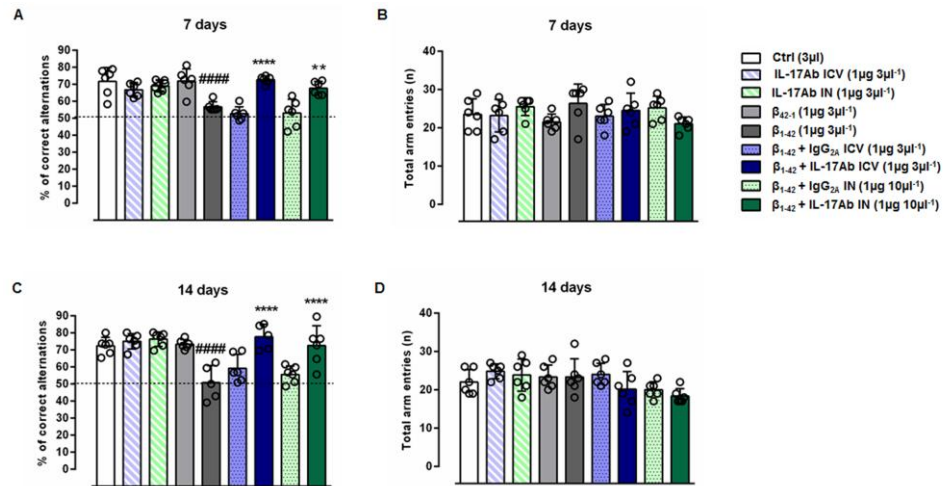 A
7 days
% of correct alternations
90
80
70
60
50
40
30
20
10
0
####
****
**
B
7 days
Total arm entries (n)
40
30
20
10
0
Ctrl (3μl)
IL-17Ab ICV (1μg 3μl⁻¹)
IL-17Ab IN (1μg 3μl⁻¹)
β₄₂₋₁ (1μg 3μl⁻¹)
β₁₋₄₂ (1μg 3μl⁻¹)
β₁₋₄₂ + IgG₂A ICV (1μg 3μl⁻¹)
β₁₋₄₂ + IL-17Ab ICV (1μg 3μl⁻¹)
β₁₋₄₂ + IgG₂A IN (1μg 10μl⁻¹)
β₁₋₄₂ + IL-17Ab IN (1μg 10μl⁻¹)
C
14 days
% of correct alternations
90
80
70
60
50
40
30
20
10
0
####
****
****
D
14 days
Total arm entries (n)
40
30
20
10
0